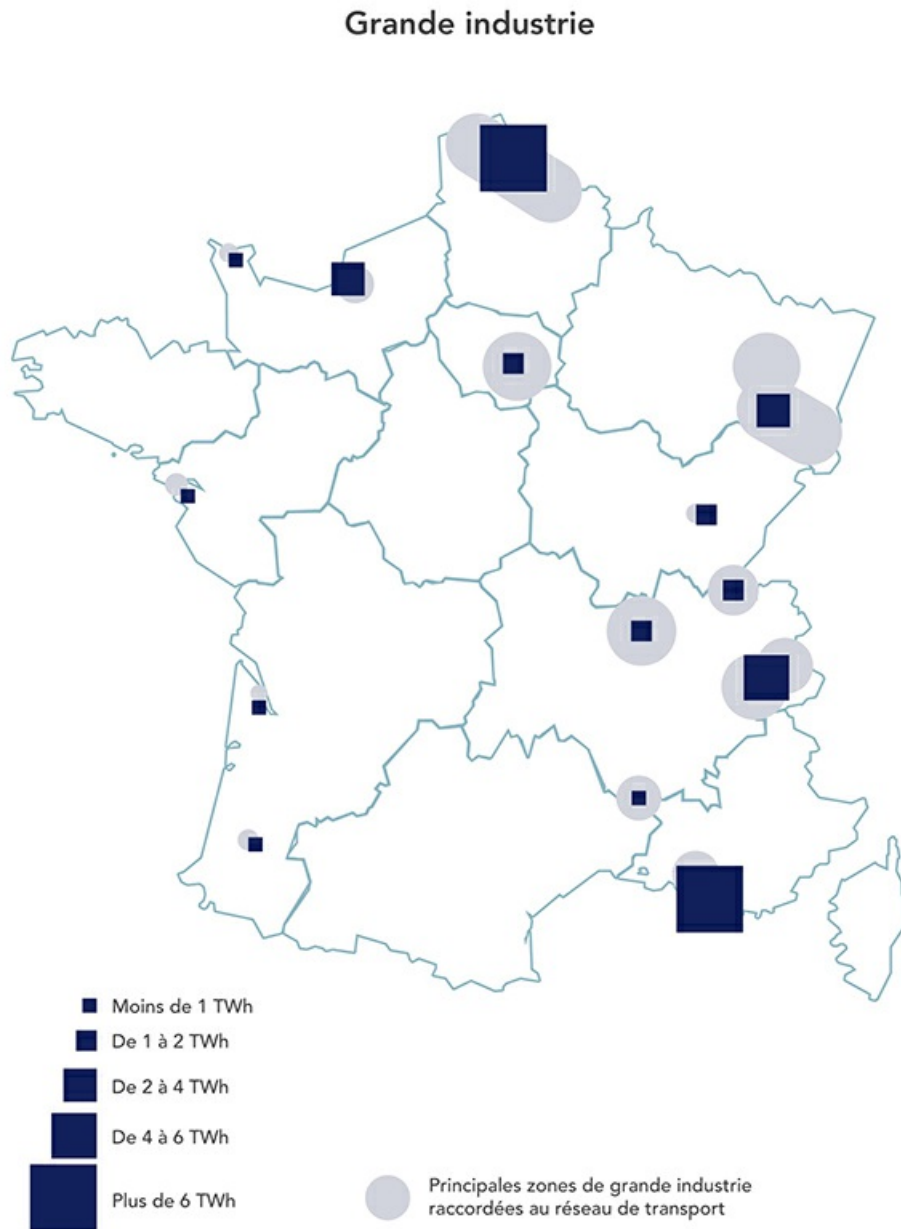 Grande industrie
Moins de 1 TWh
De 1 à 2 TWh
De 2 à 4 TWh
De 4 à 6 TWh
Plus de 6 TWh
Principales zones de grande industrie
raccordées au réseau de transport